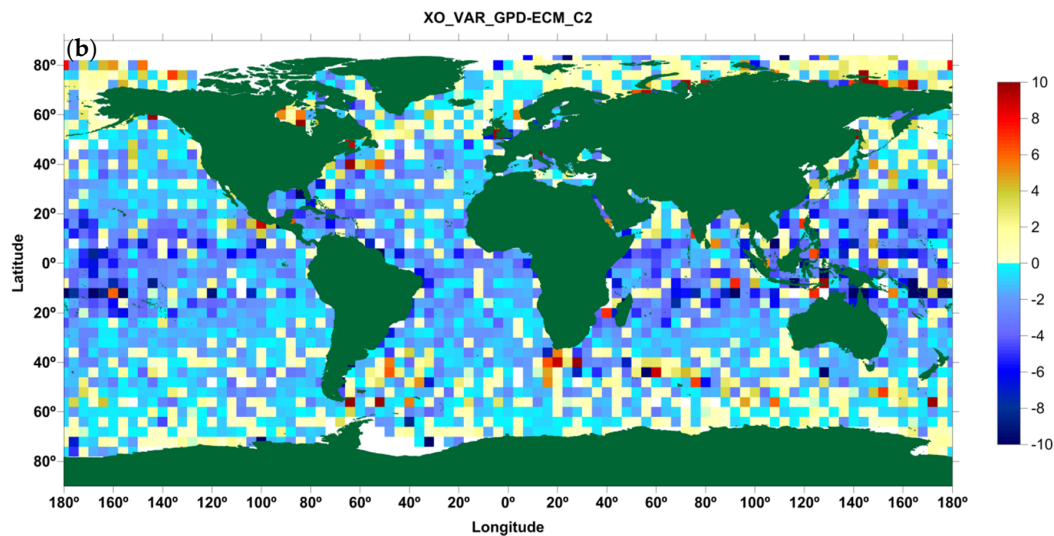 XO_VAR_GPD-ECM_C2
(b)
80º
60º
40º
20º
0º
20º
40º
60º
80º
Latitude
180º 160º 140º 120º 100º 80º 60º 40º 20º 0º 20º 40º 60º 80º 100º 120º 140º 160º 180º
Longitude
10
8
6
4
2
0
-2
-4
-6
-8
-10